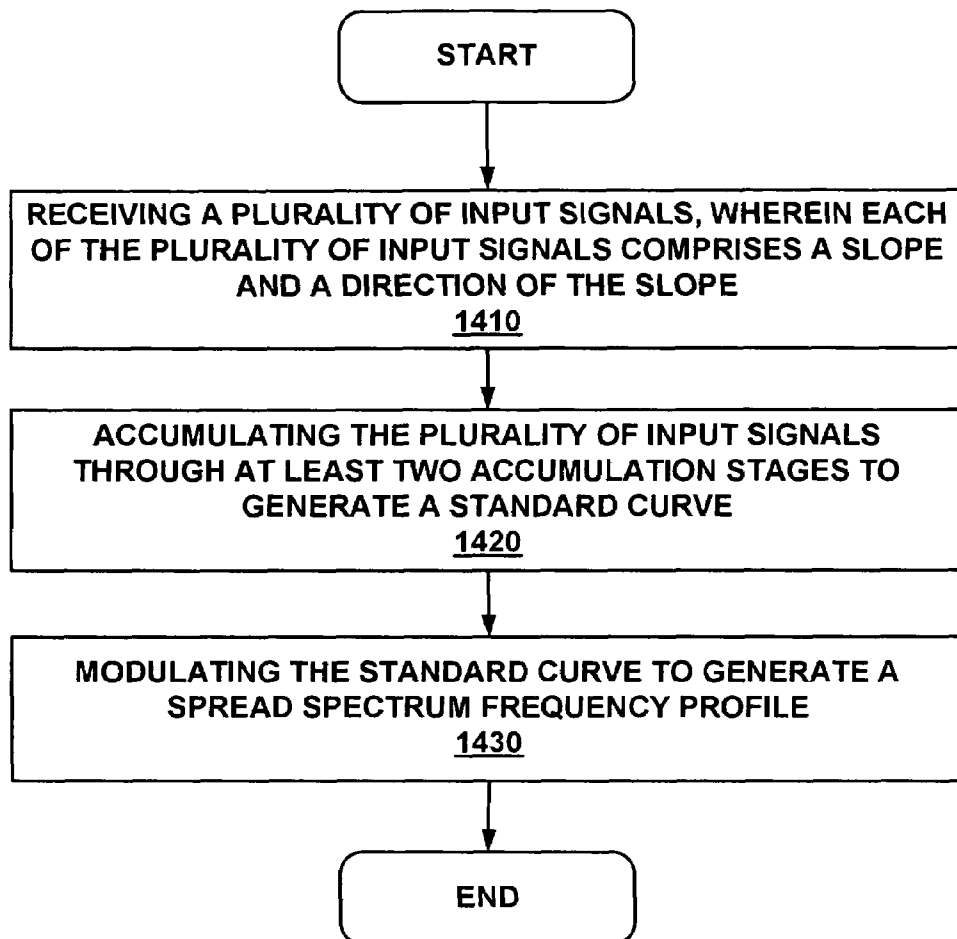 START
RECEIVING A PLURALITY OF INPUT SIGNALS, WHEREIN EACH
OF THE PLURALITY OF INPUT SIGNALS COMPRISES A SLOPE
AND A DIRECTION OF THE SLOPE
1410
ACCUMULATING THE PLURALITY OF INPUT SIGNALS
THROUGH AT LEAST TWO ACCUMULATION STAGES TO
GENERATE A STANDARD CURVE
1420
MODULATING THE STANDARD CURVE TO GENERATE A
SPREAD SPECTRUM FREQUENCY PROFILE
1430
END